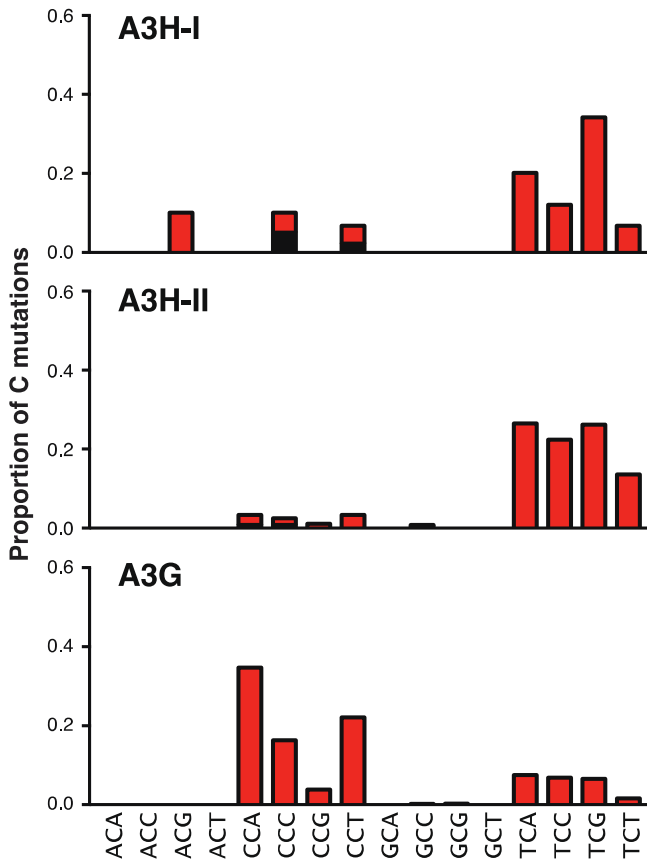 Proportion of C mutations
A3H-I
0.6
0.4
0.2
0.0
A3H-II
0.6
0.4
0.2
0.0
A3G
0.6
0.4
0.2
0.0
ACA
ACC
ACG
ACT
CCA
CCC
CCG
CCT
GCA
GCC
GCG
GCT
TCA
TCC
TCG
TCT